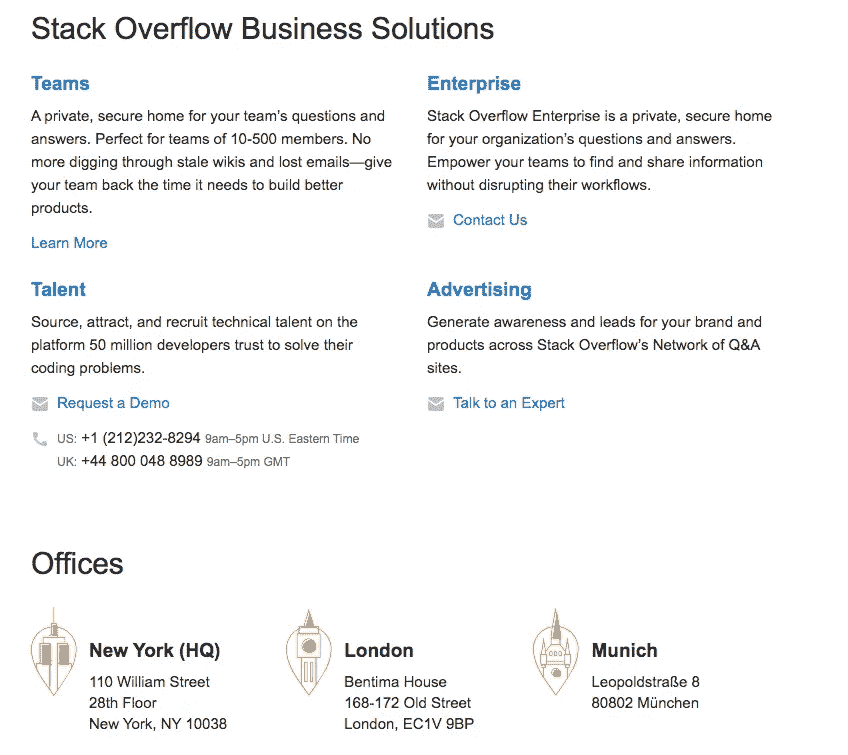 Stack Overflow Business Solutions
Teams
A private, secure home for your team's questions and
answers. Perfect for teams of 10-500 members. No
more digging through stale wikis and lost emails—give
your team back the time it needs to build better
products.
Learn More
Enterprise
Stack Overflow Enterprise is a private, secure home
for your organization's questions and answers.
Empower your teams to find and share information
without disrupting their workflows.
Contact Us
Talent
Source, attract, and recruit technical talent on the
platform 50 million developers trust to solve their
coding problems.
Request a Demo
US: +1 (212)232-8294 9am–5pm U.S. Eastern Time
UK: +44 800 048 8989 9am–5pm GMT
Advertising
Generate awareness and leads for your brand and
products across Stack Overflow's Network of Q&A
sites.
Talk to an Expert
Offices
New York (HQ)
110 William Street
28th Floor
New York, NY 10038
London
Bentima House
168-172 Old Street
London, EC1V 9BP
Munich
Leopoldstraße 8
80802 München